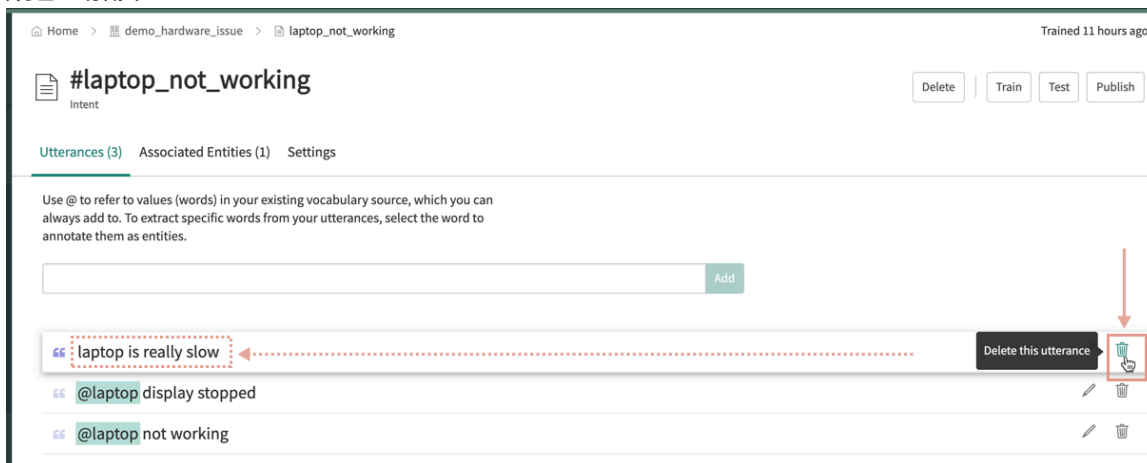 Home > demo_hardware_issue > laptop_not_working
Trained 11 hours ago
#laptop_not_working
Intent
Delete Train Test Publish
Utterances (3) Associated Entities (1) Settings
Use @ to refer to values (words) in your existing vocabulary source, which you can
always add to. To extract specific words from your utterances, select the word to
annotate them as entities.
Add
laptop is really slow
Delete this utterance
@laptop display stopped
@laptop not working